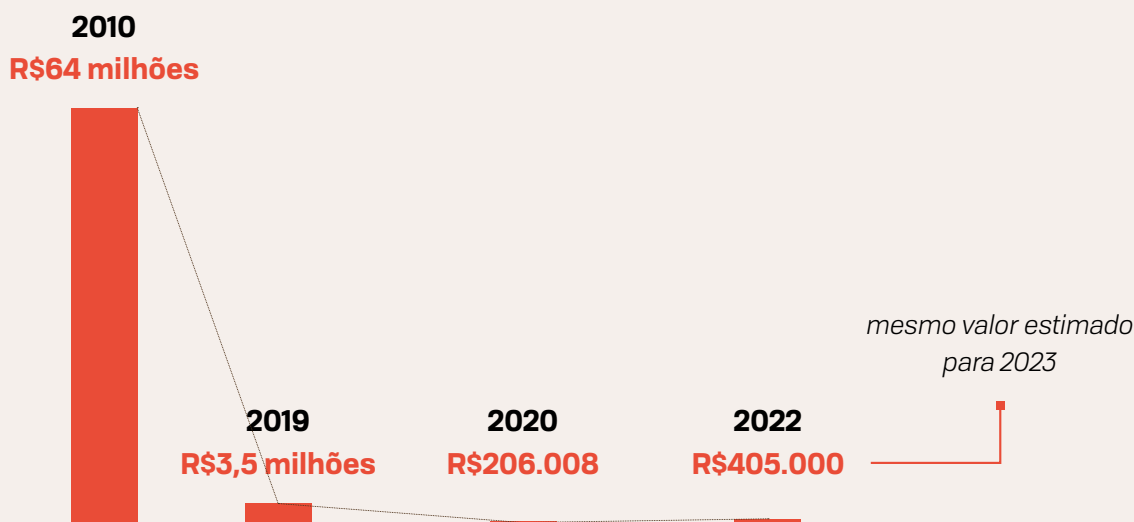 2010
R$64 milhões
mesmo valor estimado
para 2023
2019
R$3,5 milhões
2020
R$206.008
2022
R$405.000